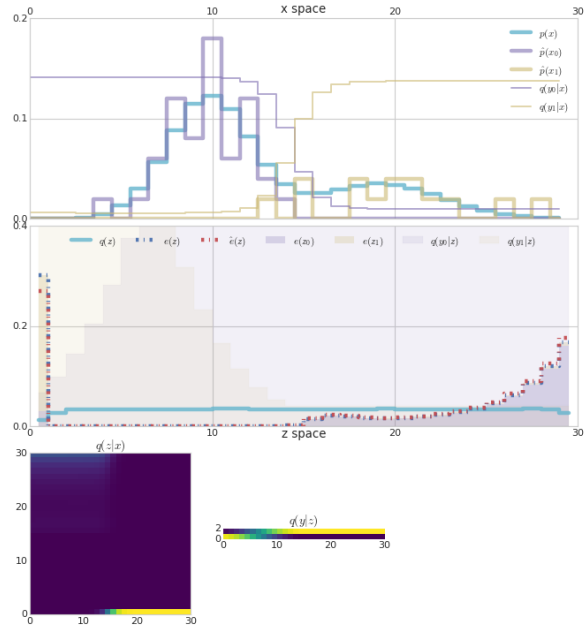 x space
0 10 20 30
0.2
0.1
0.0
p(x)
p̂(x₀)
p̂(x₁)
q(y₀|x)
q(y₁|x)
0.4
0.2
0.0
q(z) e(z) ê(z) e(z₀) e(z₁) q(y₀|z) q(y₁|z)
0 10 20 30
z space
q(z|x)
30
20
10
0
0 10 20 30
q(y|z)
2
0
0 10 20 30